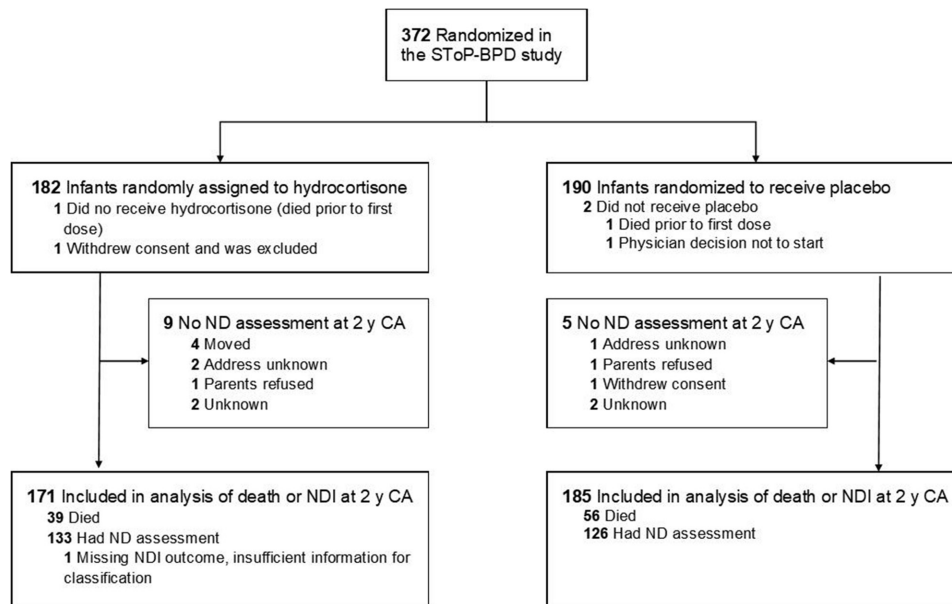 372 Randomized in
the SToP-BPD study
182 Infants randomly assigned to hydrocortisone
1 Did no receive hydrocortisone (died prior to first
dose)
1 Withdrew consent and was excluded
190 Infants randomized to receive placebo
2 Did not receive placebo
1 Died prior to first dose
1 Physician decision not to start
9 No ND assessment at 2 y CA
4 Moved
2 Address unknown
1 Parents refused
2 Unknown
5 No ND assessment at 2 y CA
1 Address unknown
1 Parents refused
1 Withdrew consent
2 Unknown
171 Included in analysis of death or NDI at 2 y CA
39 Died
133 Had ND assessment
1 Missing NDI outcome, insufficient information for
classification
185 Included in analysis of death or NDI at 2 y CA
56 Died
126 Had ND assessment